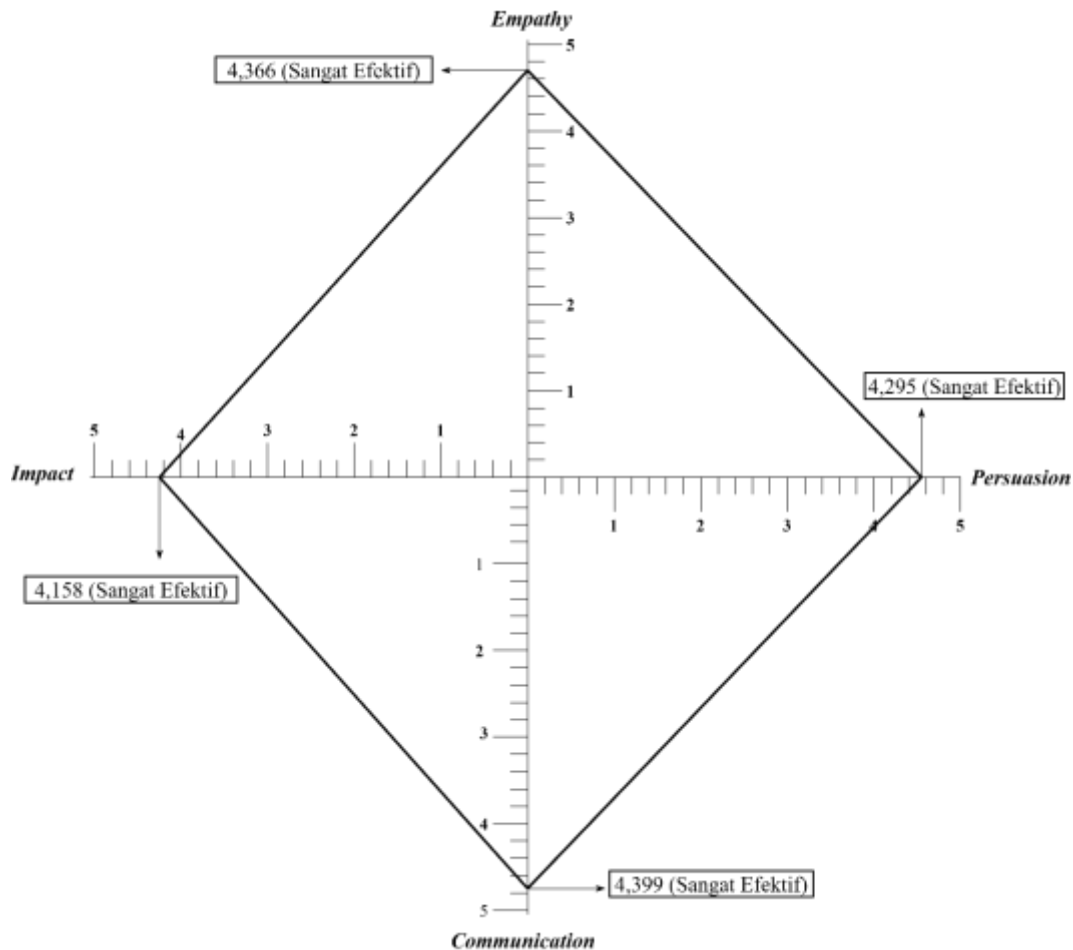 Empathy
5
4,366 (Sangat Efektif)
4
3
2
4,295 (Sangat Efektif)
1
5 4 3 2 1
Impact
Persuasion
1 2 3 4 5
1
4,158 (Sangat Efektif)
2
3
4
4,399 (Sangat Efektif)
5
Communication